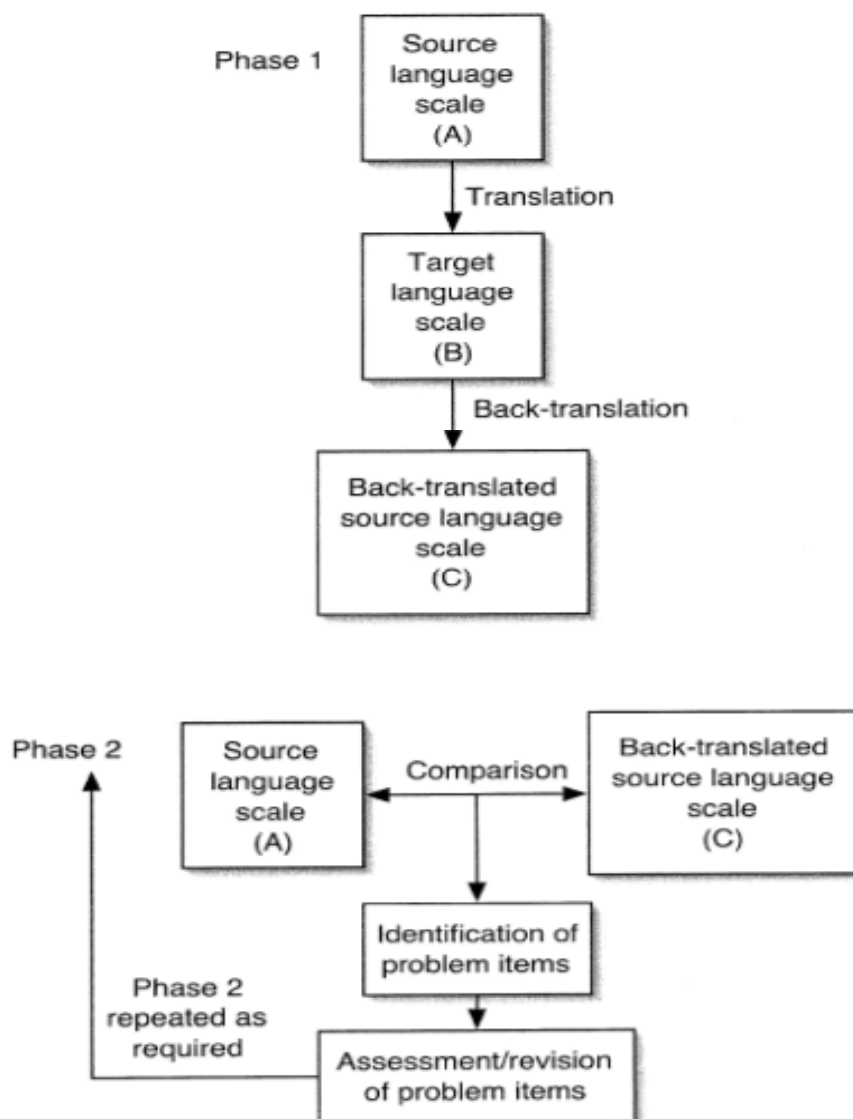 Phase 1
Source
language
scale
(A)
Translation
Target
language
scale
(B)
Back-translation
Back-translated
source language
scale
(C)
Phase 2
Source
language
scale
(A)
Comparison
Back-translated
source language
scale
(C)
Identification of
problem items
Phase 2
repeated as
required
Assessment/revision
of problem items